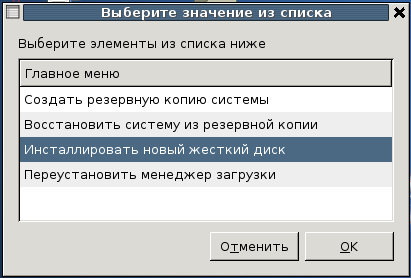 Выберите значение из списка
Выберите элементы из списка ниже
Главное меню
Создать резервную копию системы
Восстановить систему из резервной копии
Инсталлировать новый жесткий диск
Переустановить менеджер загрузки
Отменить
OK